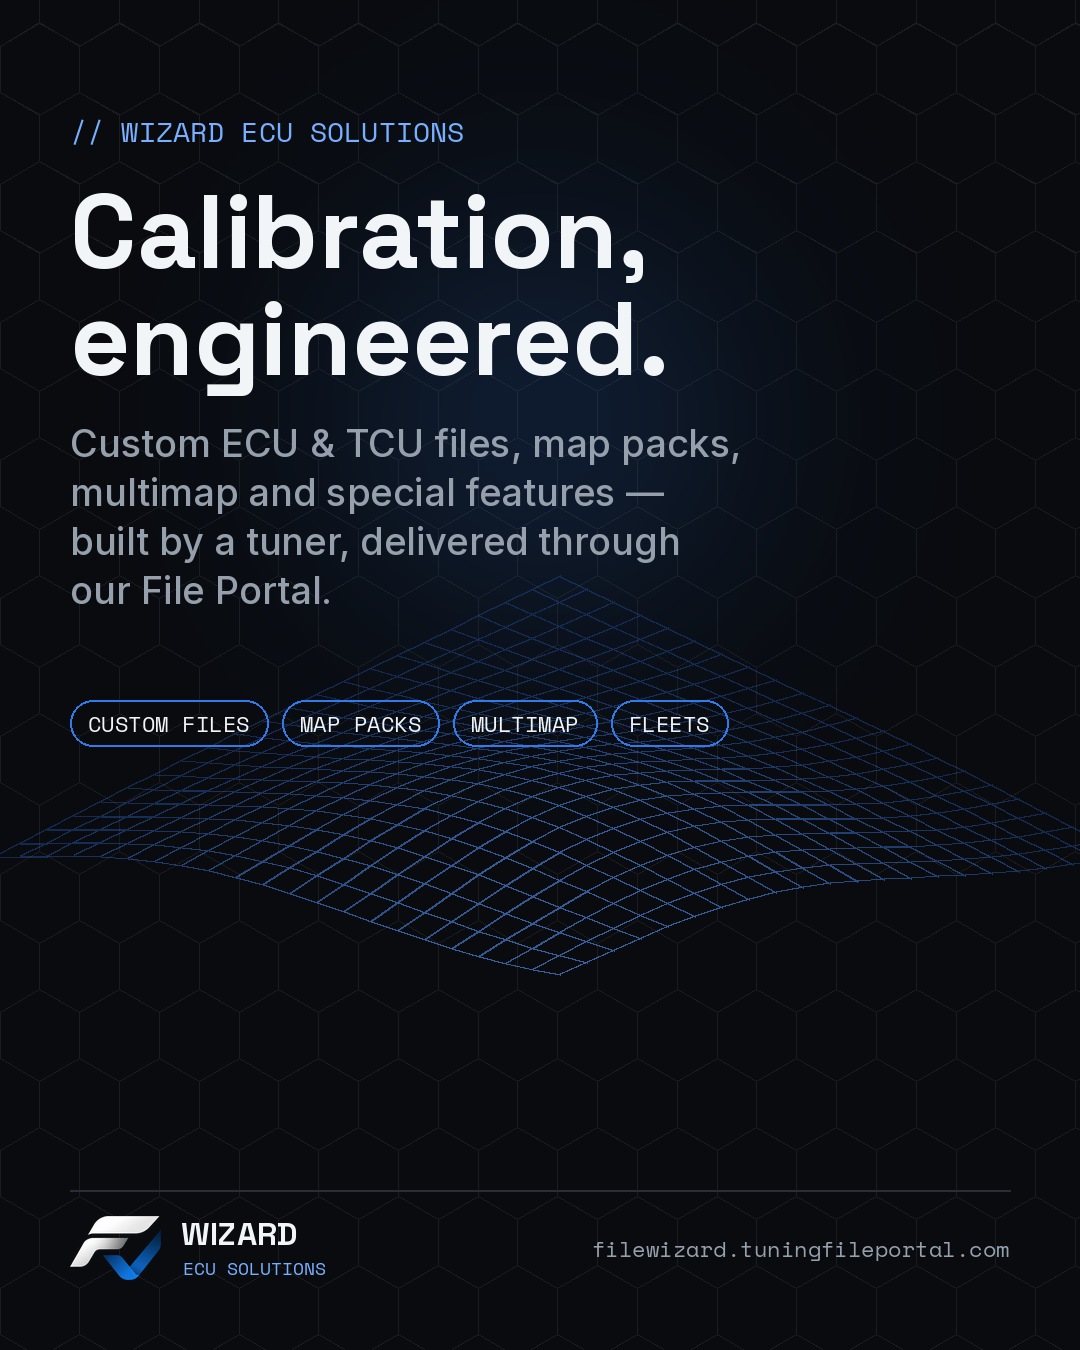 // WIZARD ECU SOLUTIONS
Calibration,
engineered.
Custom ECU & TCU files, map packs,
multimap and special features —
built by a tuner, delivered through
our File Portal.
CUSTOM FILES MAP PACKS MULTIMAP FLEETS
WIZARD
ECU SOLUTIONS
filewizard.tuningfileportal.com